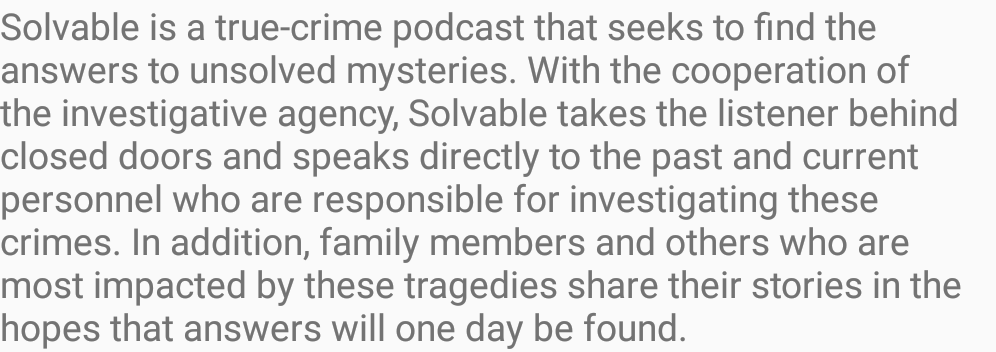 Solvable is a true-crime podcast that seeks to find the
answers to unsolved mysteries. With the cooperation of
the investigative agency, Solvable takes the listener behind
closed doors and speaks directly to the past and current
personnel who are responsible for investigating these
crimes. In addition, family members and others who are
most impacted by these tragedies share their stories in the
hopes that answers will one day be found.